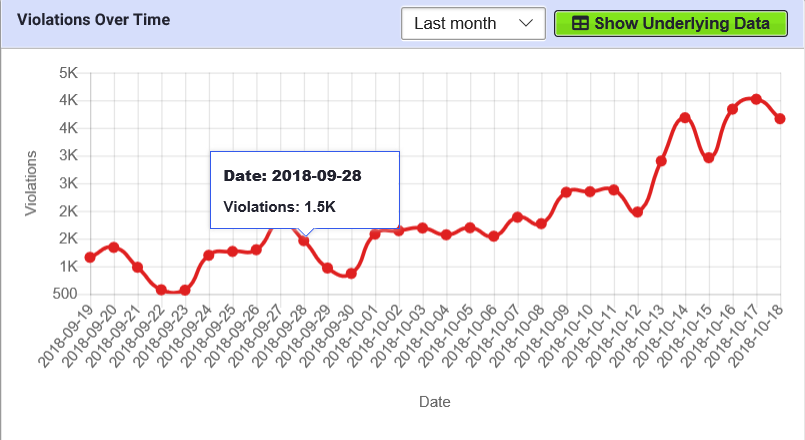 Violations Over Time
Last month
Show Underlying Data
5K
4K
4K
3K
3K
2K
2K
1K
500
Violations
Date: 2018-09-28
Violations: 1.5K
2018-09-19
2018-09-20
2018-09-21
2018-09-22
2018-09-23
2018-09-24
2018-09-25
2018-09-26
2018-09-27
2018-09-28
2018-09-29
2018-09-30
2018-10-01
2018-10-02
2018-10-03
2018-10-04
2018-10-05
2018-10-06
2018-10-07
2018-10-08
2018-10-09
2018-10-10
2018-10-11
2018-10-12
2018-10-13
2018-10-14
2018-10-15
2018-10-16
2018-10-17
2018-10-18
Date